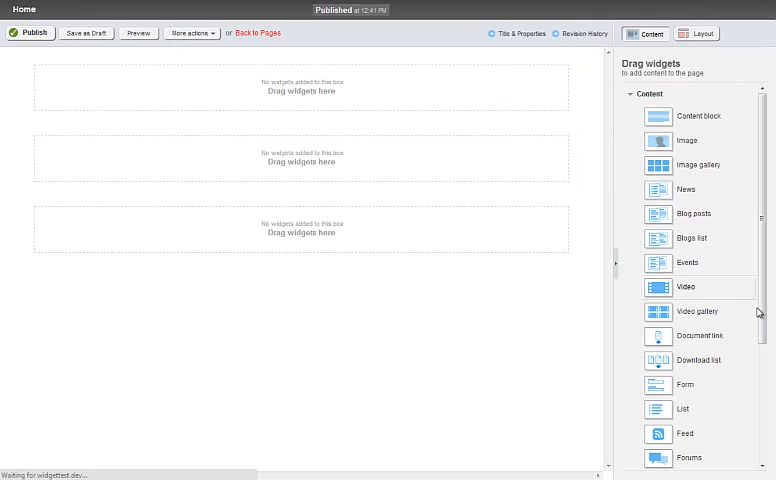 Home
Published at 12:41 PM
Publish
Save as Draft
Preview
More actions
or Back to Pages
Title & Properties
Revision History
Content
Layout
No widgets added to this box
Drag widgets here
No widgets added to this box
Drag widgets here
No widgets added to this box
Drag widgets here
Drag widgets
to add content to the page
Content
Content block
Image
Image gallery
News
Blog posts
Blogs list
Events
Video
Video gallery
Document link
Download list
Form
List
Feed
Forums
Waiting for widgettest.dev...